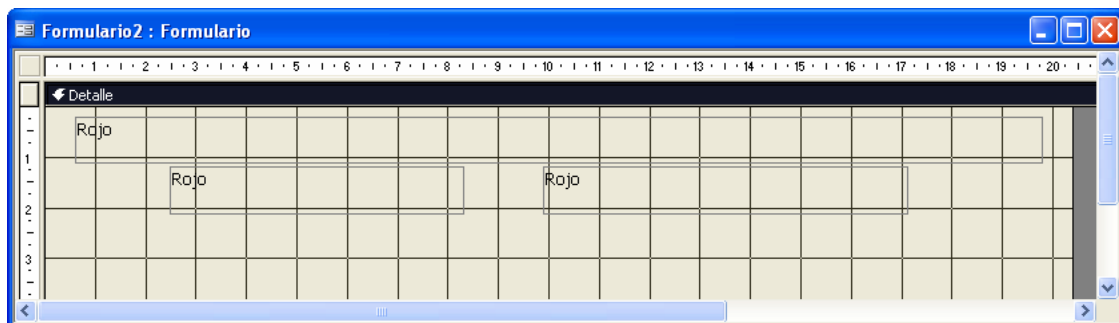 Formulario2 : Formulario
1 2 3 4 5 6 7 8 9 10 11 12 13 14 15 16 17 18 19 20
Detalle
Rojo
1
Rojo Rojo
2
3